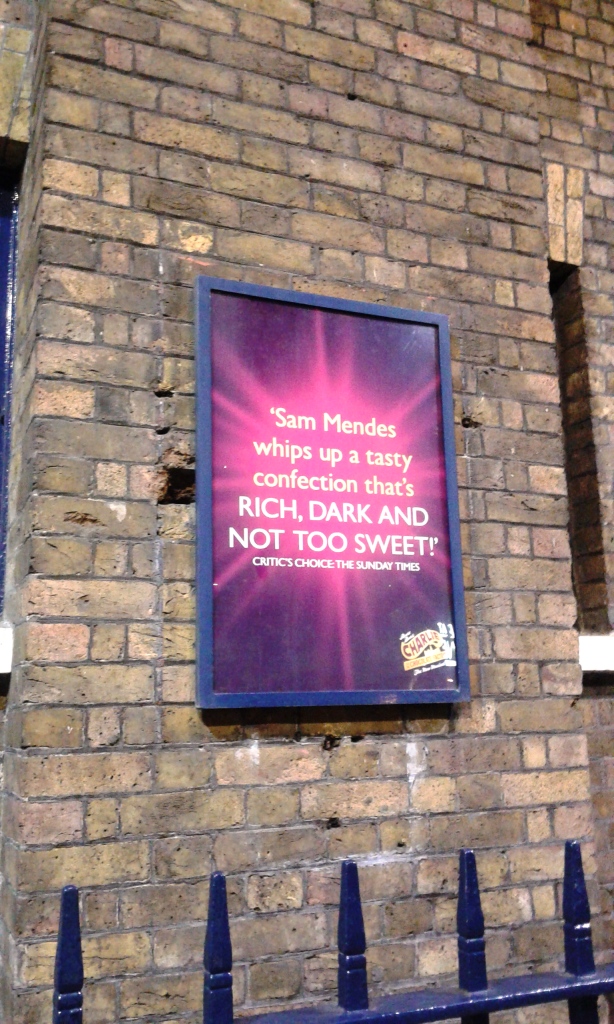 ‘Sam Mendes
whips up a tasty
confection that's
RICH, DARK AND
NOT TOO SWEET!’
CRITIC'S CHOICE: THE SUNDAY TIMES
CHARLIE